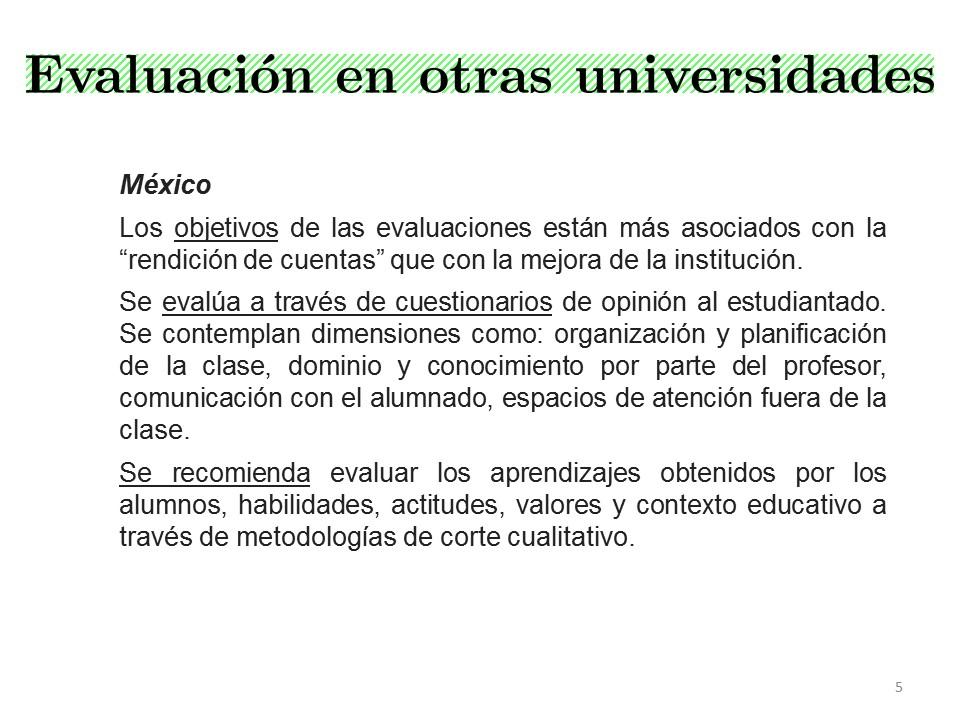 Evaluación en otras universidades
México
Los objetivos de las evaluaciones están más asociados con la
“rendición de cuentas” que con la mejora de la institución.
Se evalúa a través de cuestionarios de opinión al estudiantado.
Se contemplan dimensiones como: organización y planificación
de la clase, dominio y conocimiento por parte del profesor,
comunicación con el alumnado, espacios de atención fuera de la
clase.
Se recomienda evaluar los aprendizajes obtenidos por los
alumnos, habilidades, actitudes, valores y contexto educativo a
través de metodologías de corte cualitativo.
5